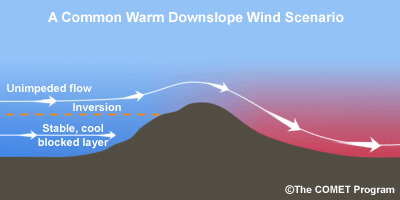 A Common Warm Downslope Wind Scenario
Unimpeded flow
Inversion
Stable, cool
blocked layer
©The COMET Program